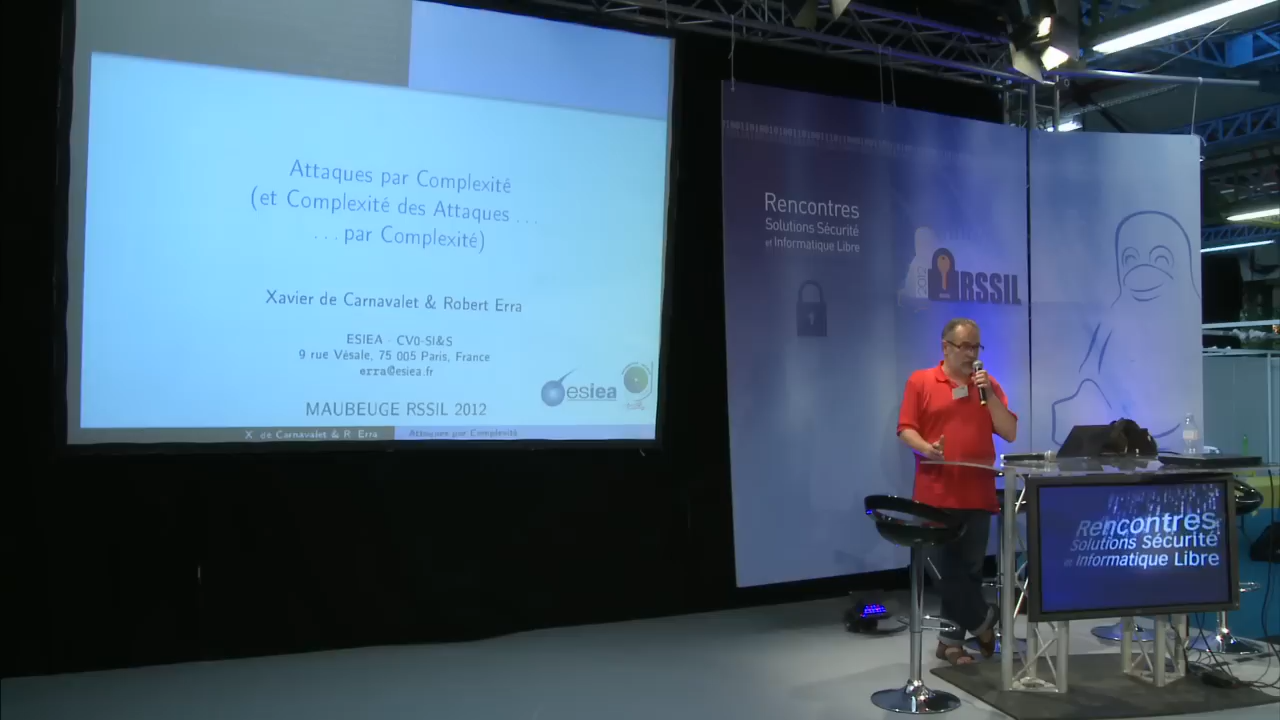 Attaques par Complexité
(et Complexité des Attaques ...
... par Complexité)
Xavier de Carnavalet & Robert Erra
ESIEA - CV0-SI&S
9 rue Vésale, 75 005 Paris, France
erra@esiea.fr
esiea
MAUBEUGE RSSIL 2012
X. de Carnavalet & R. Erra
Attaques par Complexité
Rencontres
Solutions Sécurité
et Informatique Libre
2012
RSSIL
Rencontres
Solutions Sécurité
et Informatique Libre